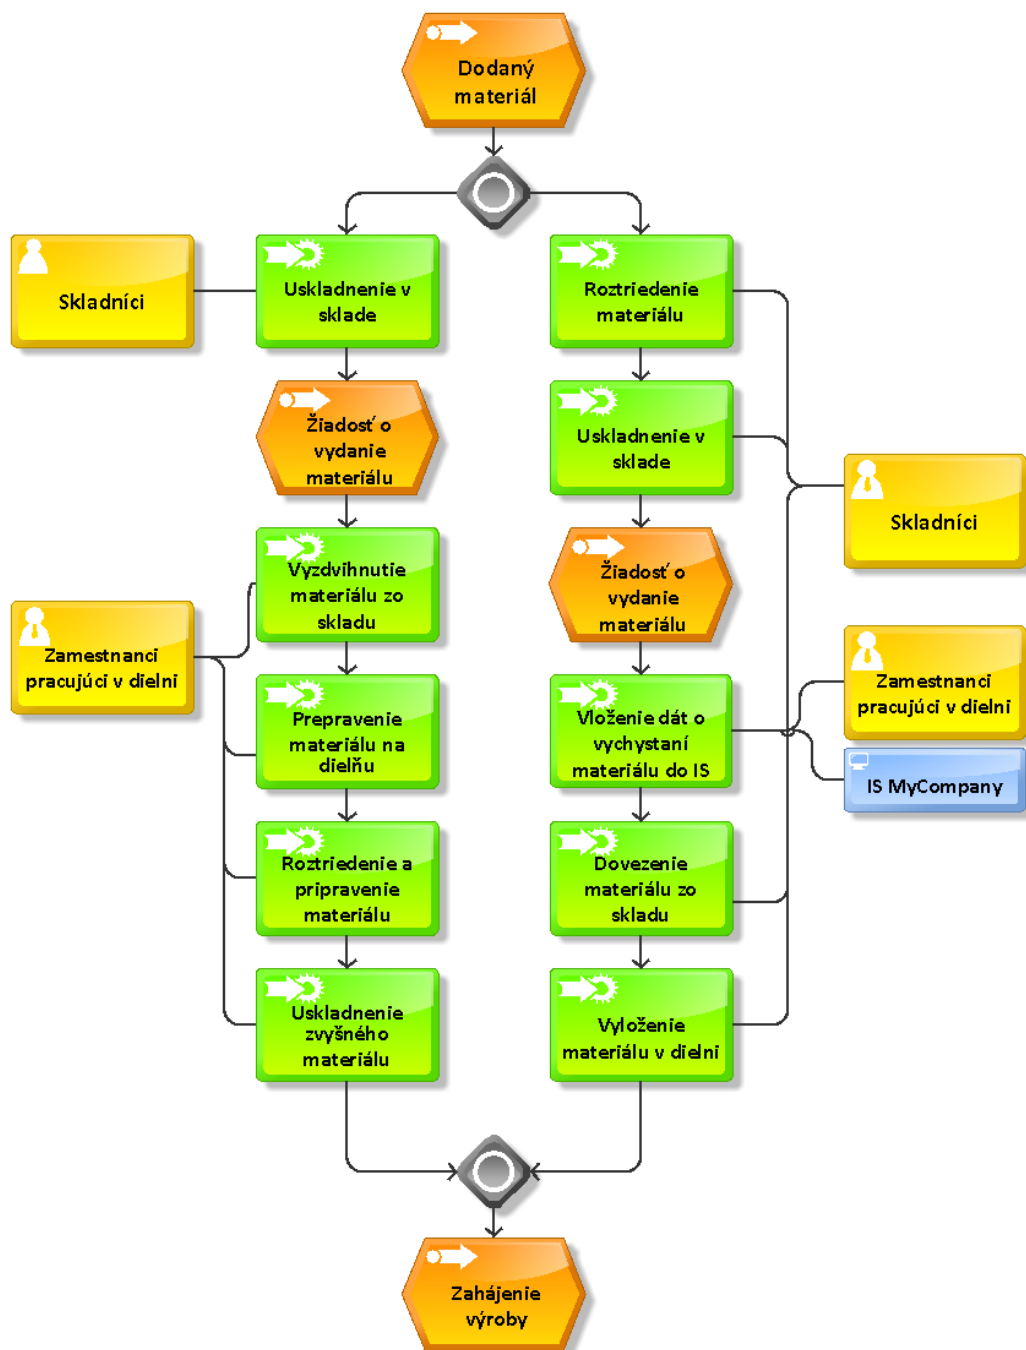 Dodaný
materiál
Skladníci
Uskladnenie v
sklade
Roztriedenie
materiálu
Žiadosť o
vydanie
materiálu
Uskladnenie v
sklade
Skladníci
Vyzdvihnutie
materiálu zo
skladu
Žiadosť o
vydanie
materiálu
Zamestnanci
pracujúci v dielni
Prepravenie
materiálu na
dielňu
Vloženie dát o
vychystaní
materiálu do IS
Zamestnanci
pracujúci v dielni
IS MyCompany
Roztriedenie a
pripravenie
materiálu
Dovezenie
materiálu zo
skladu
Uskladnenie
zvyšného
materiálu
Vyloženie
materiálu v dielni
Zahájenie
výroby